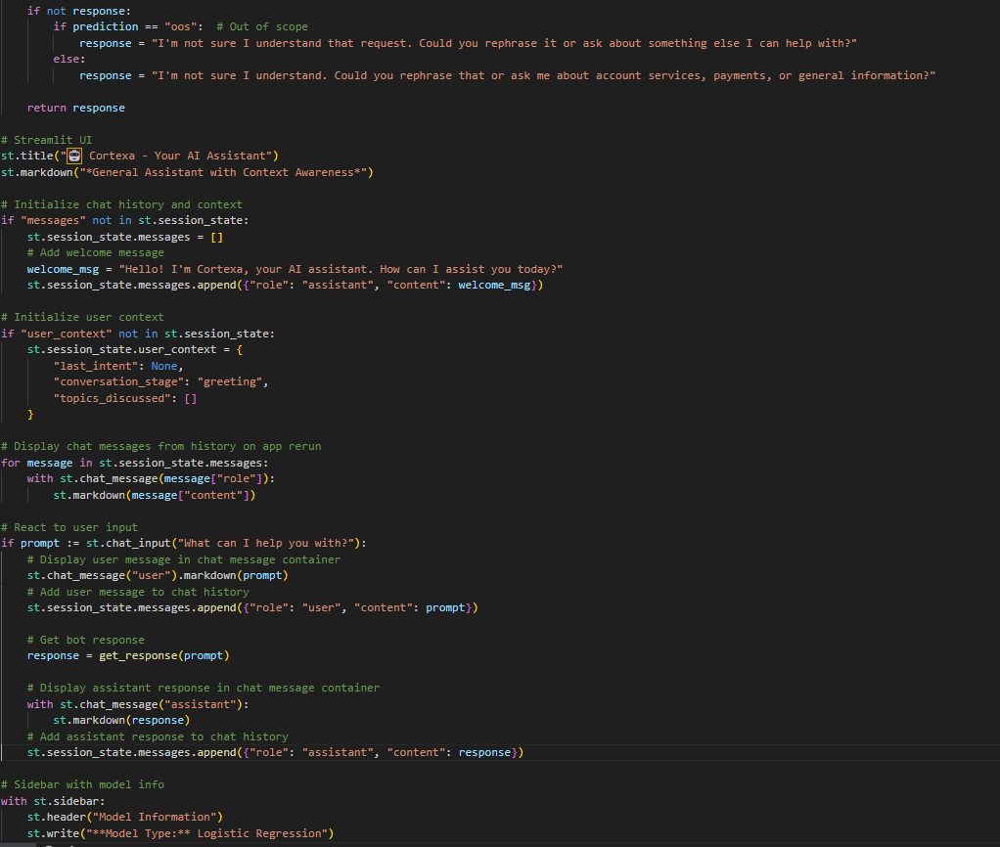 if not response:
if prediction == "oos":  # Out of scope
response = "I'm not sure I understand that request. Could you rephrase it or ask about something else I can help with?"
else:
response = "I'm not sure I understand. Could you rephrase that or ask me about account services, payments, or general information?"
return response
# Streamlit UI
st.title("🤖 Cortexa - Your AI Assistant")
st.markdown("*General Assistant with Context Awareness*")
# Initialize chat history and context
if "messages" not in st.session_state:
st.session_state.messages = []
# Add welcome message
welcome_msg = "Hello! I'm Cortexa, your AI assistant. How can I assist you today?"
st.session_state.messages.append({"role": "assistant", "content": welcome_msg})
# Initialize user context
if "user_context" not in st.session_state:
st.session_state.user_context = {
"last_intent": None,
"conversation_stage": "greeting",
"topics_discussed": []
}
# Display chat messages from history on app rerun
for message in st.session_state.messages:
with st.chat_message(message["role"]):
st.markdown(message["content"])
# React to user input
if prompt := st.chat_input("What can I help you with?"):
# Display user message in chat message container
st.chat_message("user").markdown(prompt)
# Add user message to chat history
st.session_state.messages.append({"role": "user", "content": prompt})
# Get bot response
response = get_response(prompt)
# Display assistant response in chat message container
with st.chat_message("assistant"):
st.markdown(response)
# Add assistant response to chat history
st.session_state.messages.append({"role": "assistant", "content": response})
# Sidebar with model info
with st.sidebar:
st.header("Model Information")
st.write("**Model Type:** Logistic Regression")